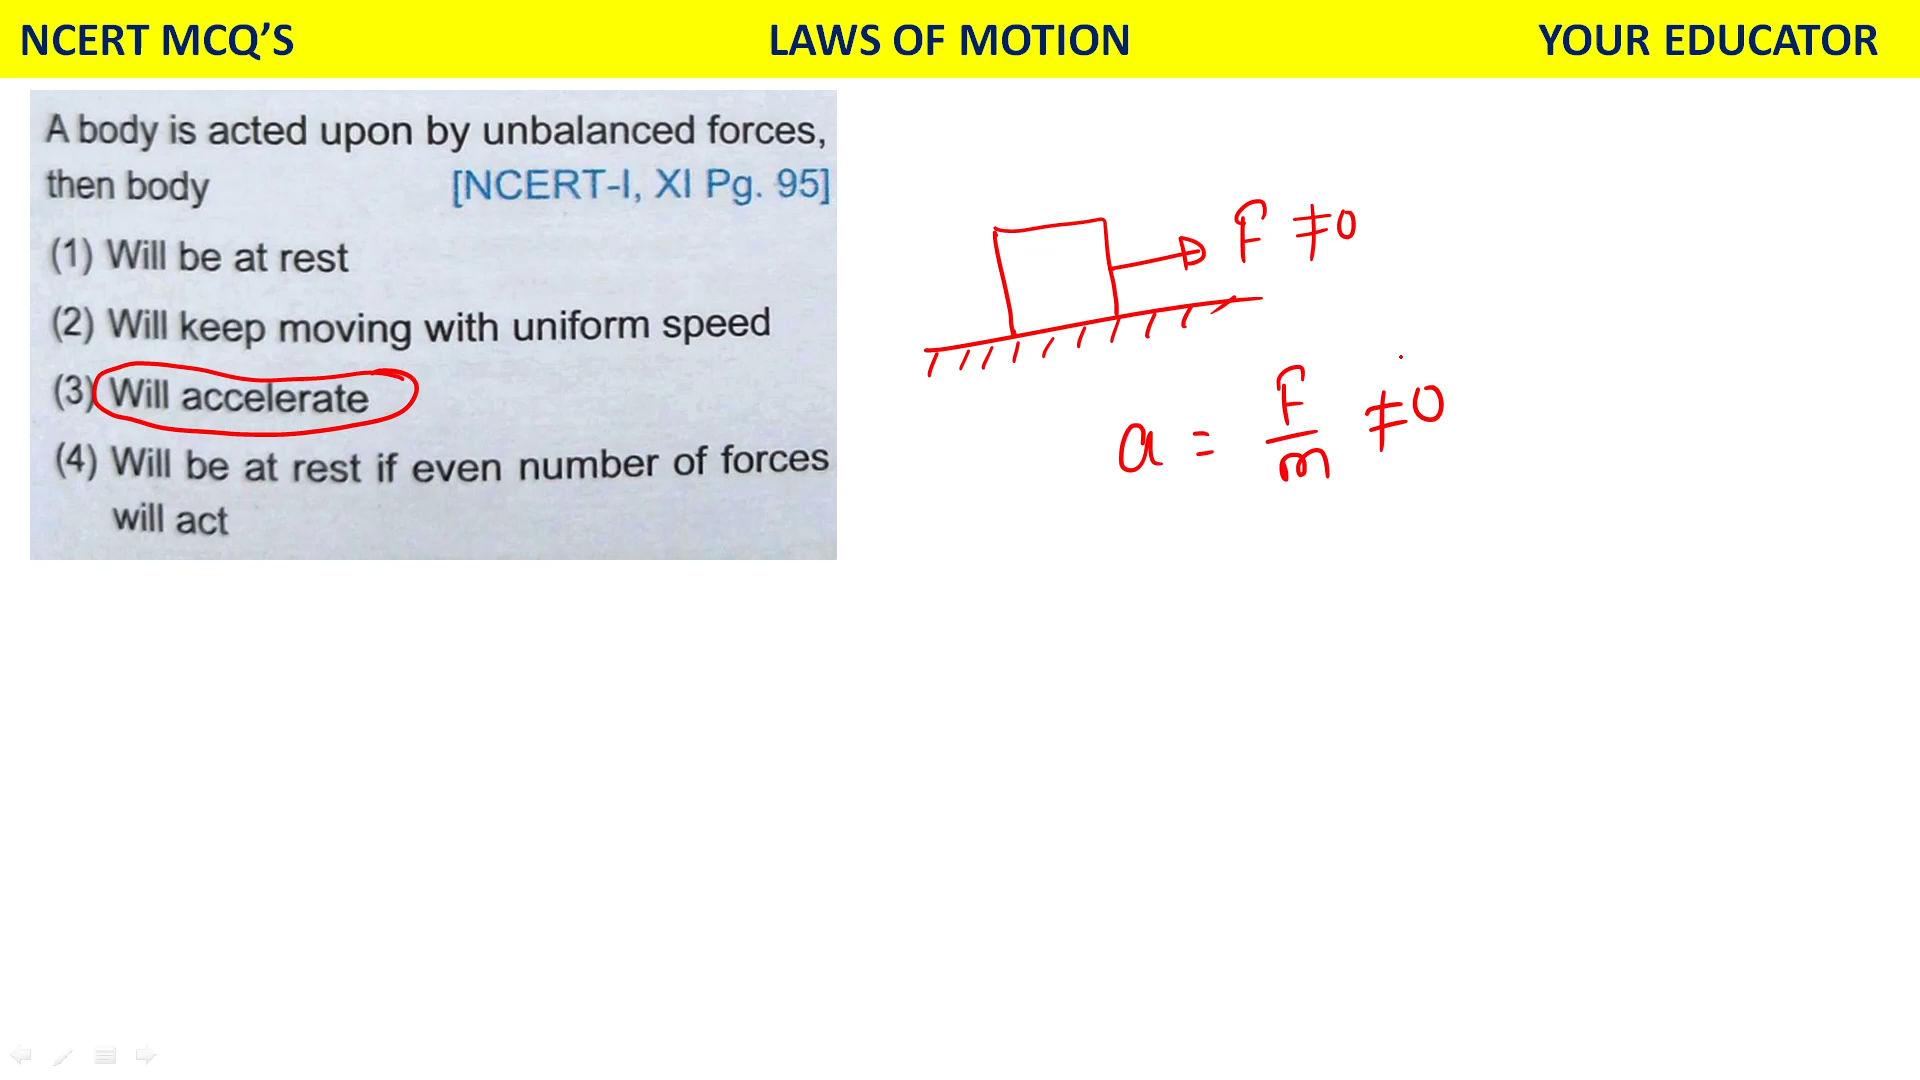 NCERT MCQ’S LAWS OF MOTION YOUR EDUCATOR
A body is acted upon by unbalanced forces,
then body [NCERT-I, XI Pg. 95]
(1) Will be at rest
(2) Will keep moving with uniform speed
(3) Will accelerate
(4) Will be at rest if even number of forces
will act
F ≠0
a = F/m ≠0